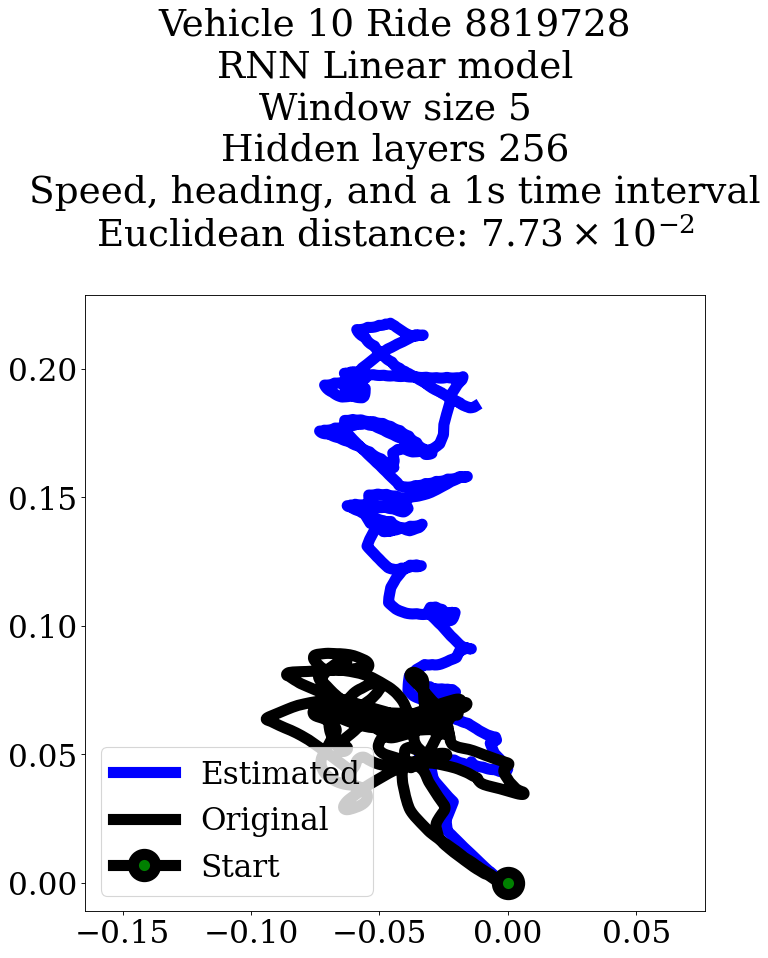 Vehicle 10 Ride 8819728
RNN Linear model
Window size 5
Hidden layers 256
Speed, heading, and a 1s time interval
Euclidean distance: 7.73 × 10⁻²
0.20
0.15
0.10
0.05
0.00
Estimated
Original
Start
−0.15 −0.10 −0.05 0.00 0.05